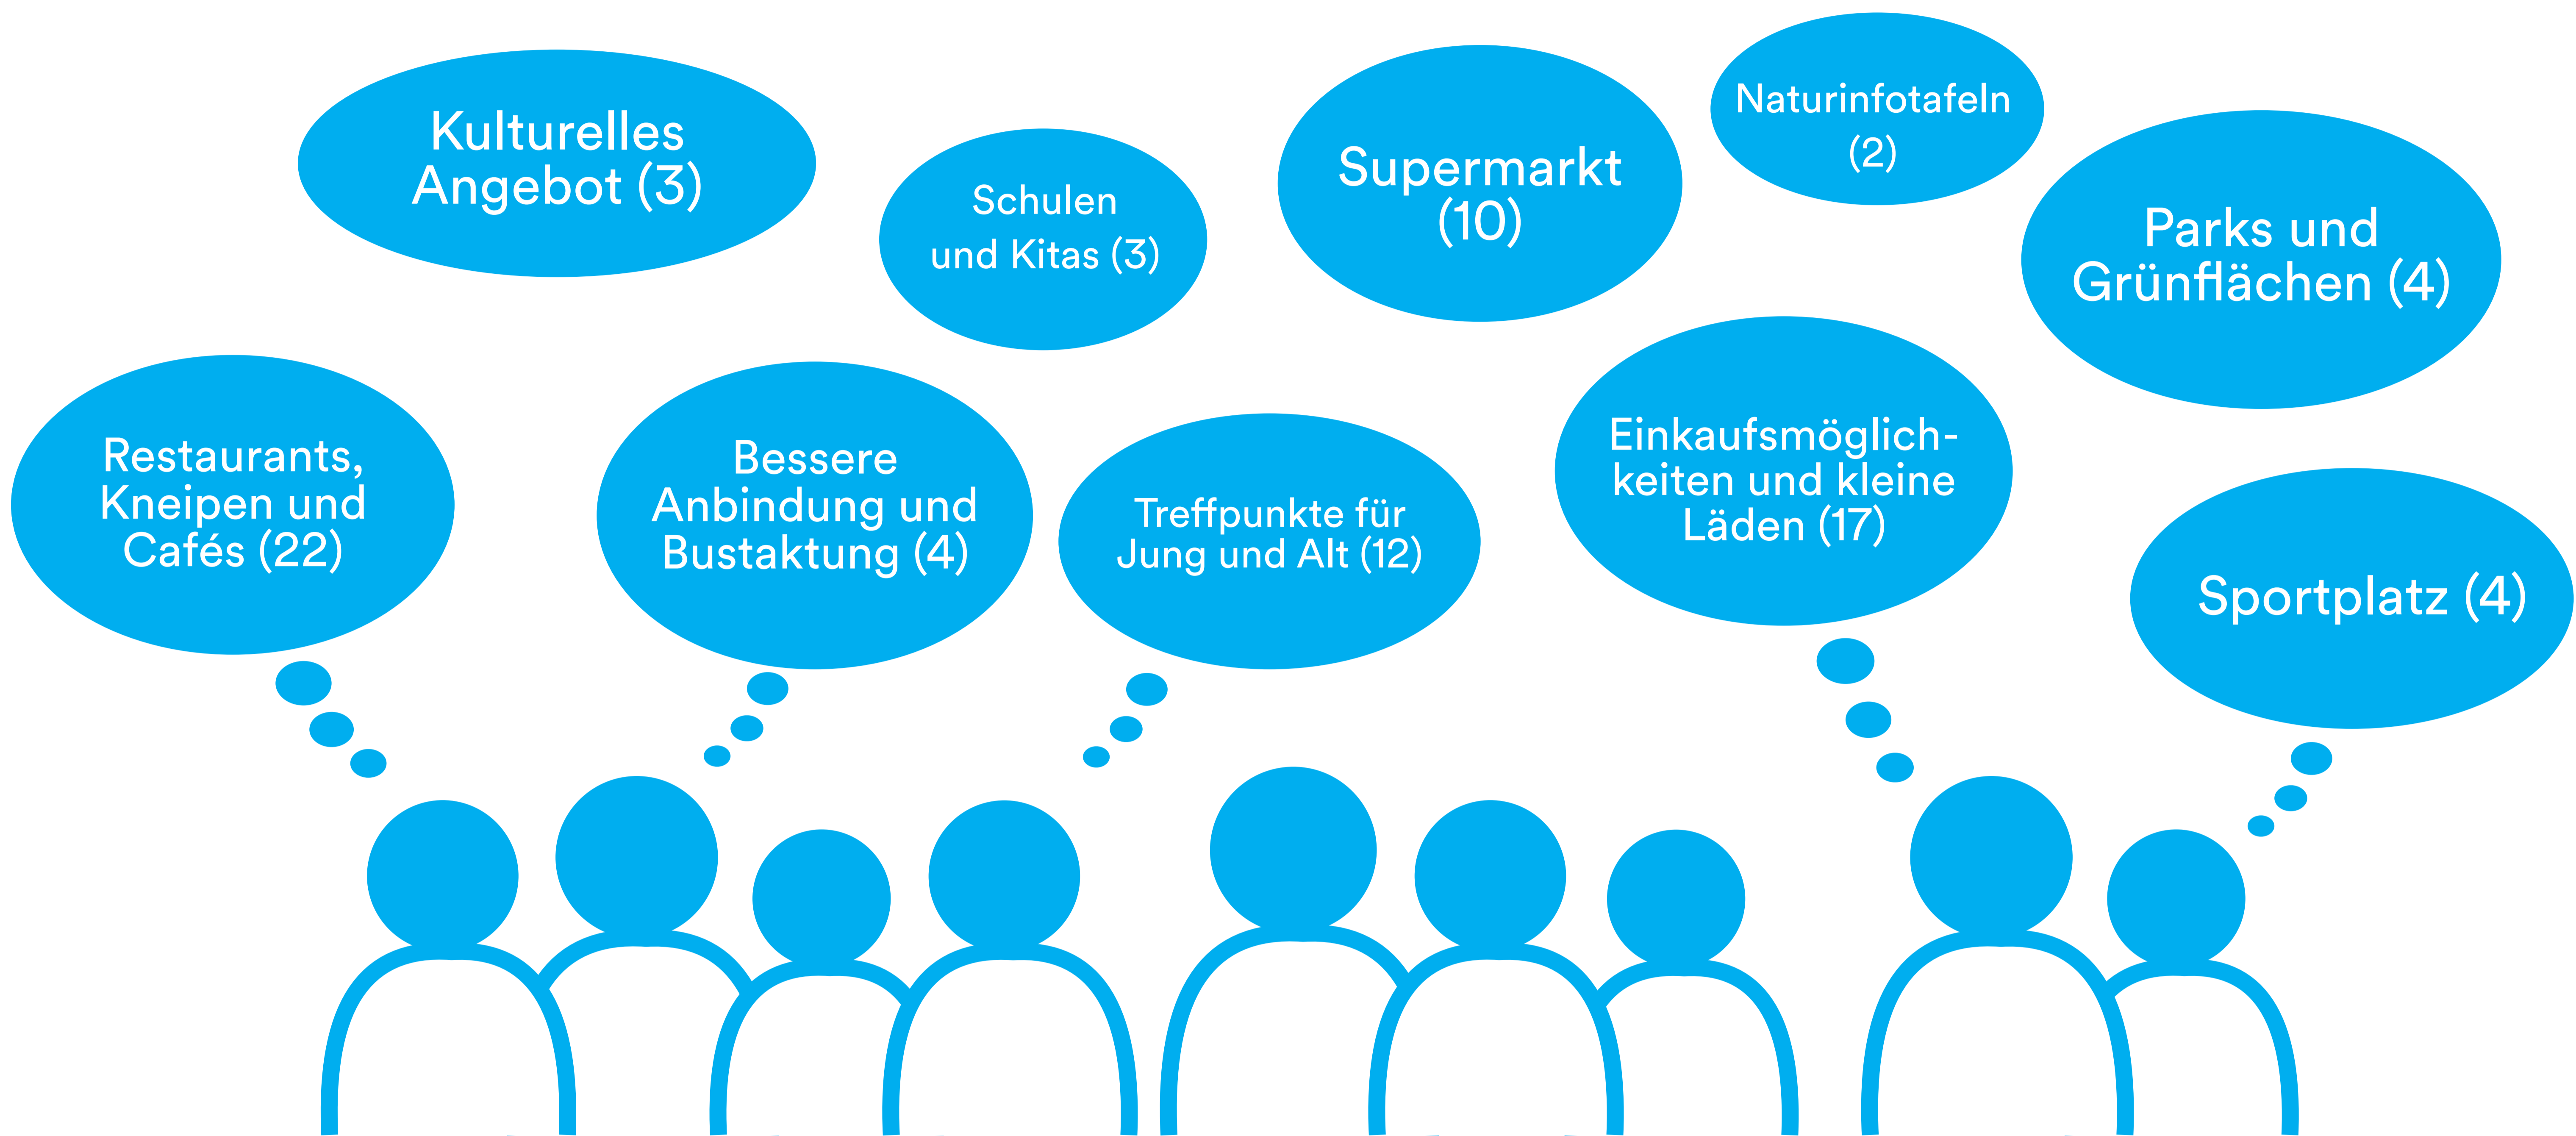 Kulturelles
Angebot (3)
Schulen
und Kitas (3)
Supermarkt
(10)
Naturinfotafeln
(2)
Parks und
Grünflächen (4)
Restaurants,
Kneipen und
Cafés (22)
Bessere
Anbindung und
Bustaktung (4)
Treffpunkte für
Jung und Alt (12)
Einkaufsmöglich-
keiten und kleine
Läden (17)
Sportplatz (4)